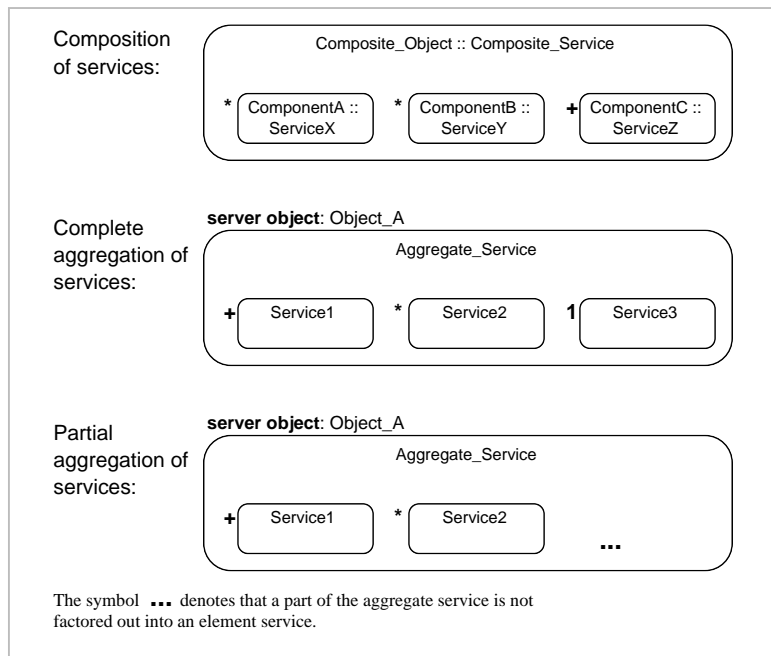 Composition
of services:
Composite_Object :: Composite_Service
* ComponentA ::
ServiceX
* ComponentB ::
ServiceY
+ ComponentC ::
ServiceZ
Complete
aggregation of
services:
server object: Object_A
Aggregate_Service
+ Service1
* Service2
1 Service3
Partial
aggregation of
services:
server object: Object_A
Aggregate_Service
+ Service1
* Service2
...
The symbol ... denotes that a part of the aggregate service is not
factored out into an element service.